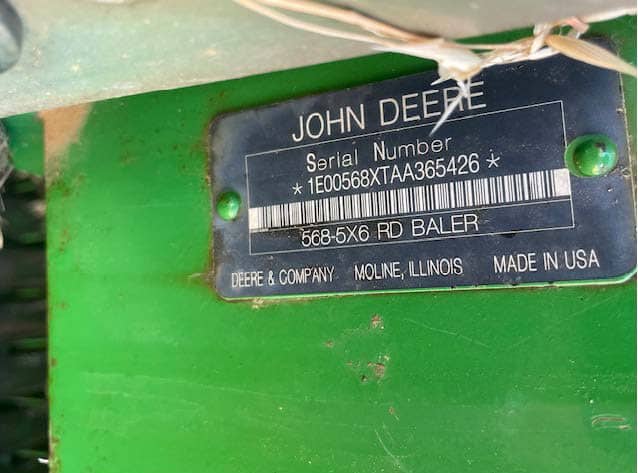 JOHN DEERE
Serial Number
*1E00568XTAA365426*
568-5X6 RD BALER
DEERE & COMPANY MOLINE, ILLINOIS MADE IN USA